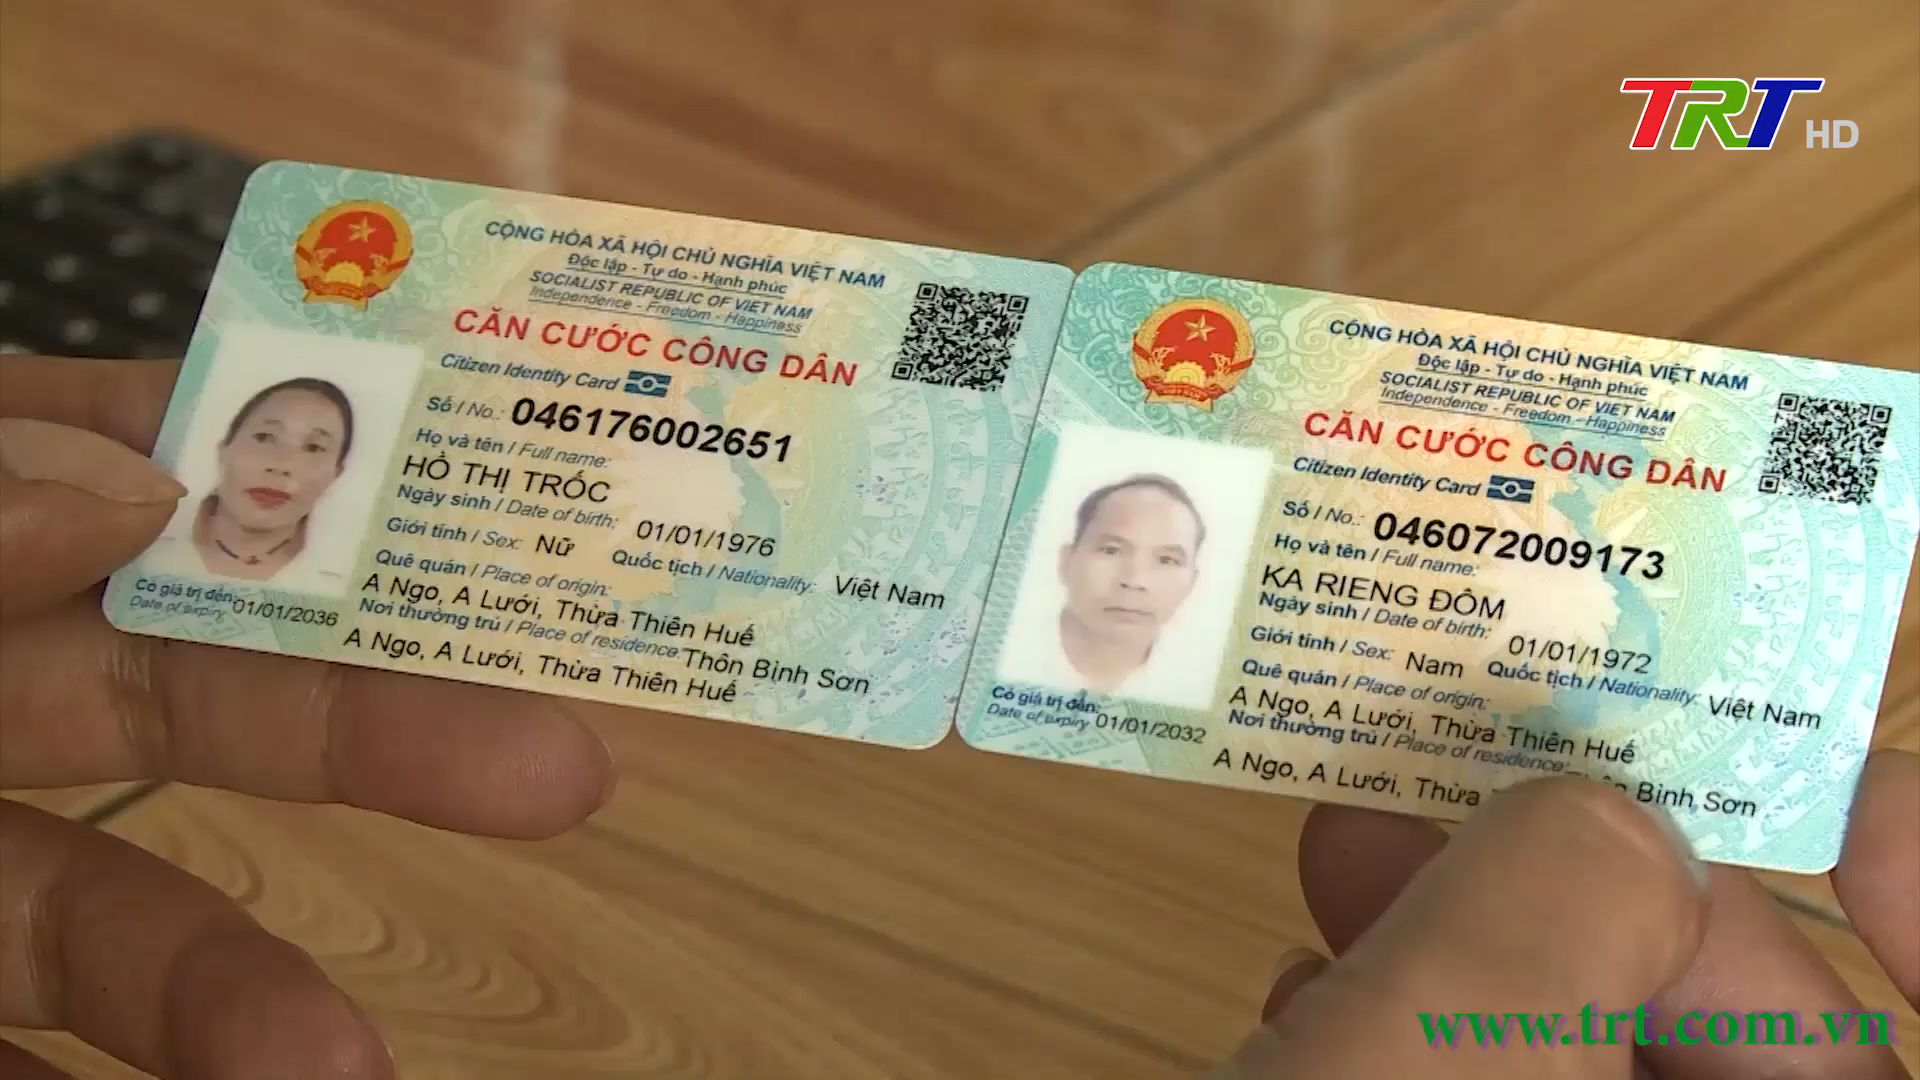 TRT HD
CỘNG HÒA XÃ HỘI CHỦ NGHĨA VIỆT NAM
Độc lập - Tự do - Hạnh phúc
SOCIALIST REPUBLIC OF VIET NAM
Independence - Freedom - Happiness
CĂN CƯỚC CÔNG DÂN
Citizen Identity Card
Số / No.: 046176002651
Họ và tên / Full name:
HỒ THỊ TRÓC
Ngày sinh / Date of birth: 01/01/1976
Giới tính / Sex: Nữ Quốc tịch / Nationality: Việt Nam
Quê quán / Place of origin:
A Ngo, A Lưới, Thừa Thiên Huế
Nơi thường trú / Place of residence: Thôn Bình Sơn
A Ngo, A Lưới, Thừa Thiên Huế
Có giá trị đến: 01/01/2036
Date of expiry
CỘNG HÒA XÃ HỘI CHỦ NGHĨA VIỆT NAM
Độc lập - Tự do - Hạnh phúc
SOCIALIST REPUBLIC OF VIET NAM
Independence - Freedom - Happiness
CĂN CƯỚC CÔNG DÂN
Citizen Identity Card
Số / No.: 046072009173
Họ và tên / Full name:
KA RIENG ĐÔM
Ngày sinh / Date of birth: 01/01/1972
Giới tính / Sex: Nam Quốc tịch / Nationality: Việt Nam
Quê quán / Place of origin:
A Ngo, A Lưới, Thừa Thiên Huế
Nơi thường trú / Place of residence: Bình Sơn
A Ngo, A Lưới, Thừa
Có giá trị đến: 01/01/2032
Date of expiry
www.trt.com.vn